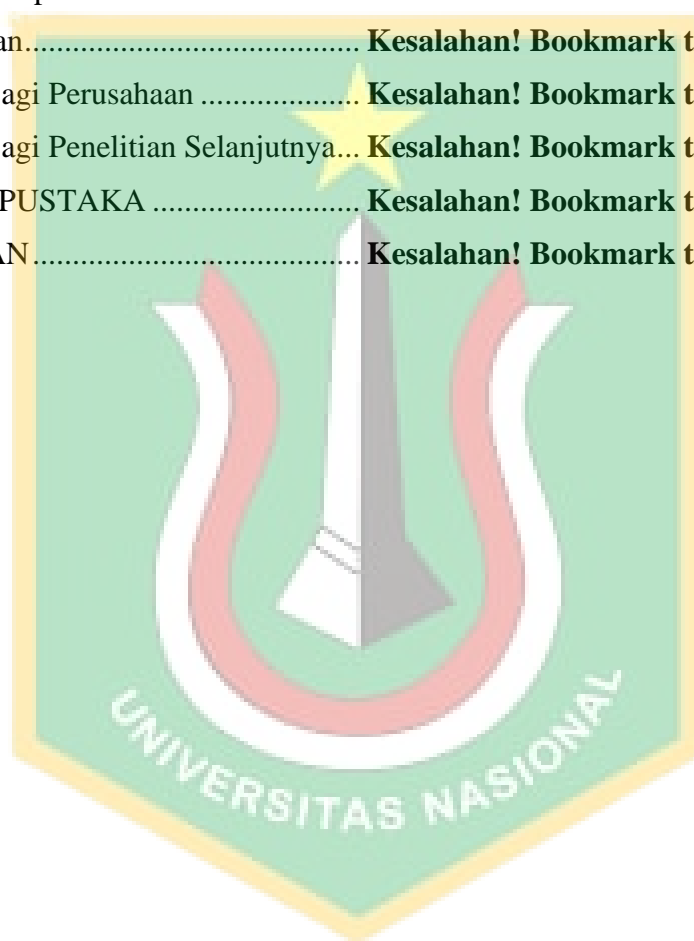 an.................................. Kesalahan! Bookmark t
agi Perusahaan .................. Kesalahan! Bookmark t
agi Penelitian Selanjutnya... Kesalahan! Bookmark t
PUSTAKA ....................... Kesalahan! Bookmark t
AN.................................... Kesalahan! Bookmark t
UNIVERSITAS NASIONAL